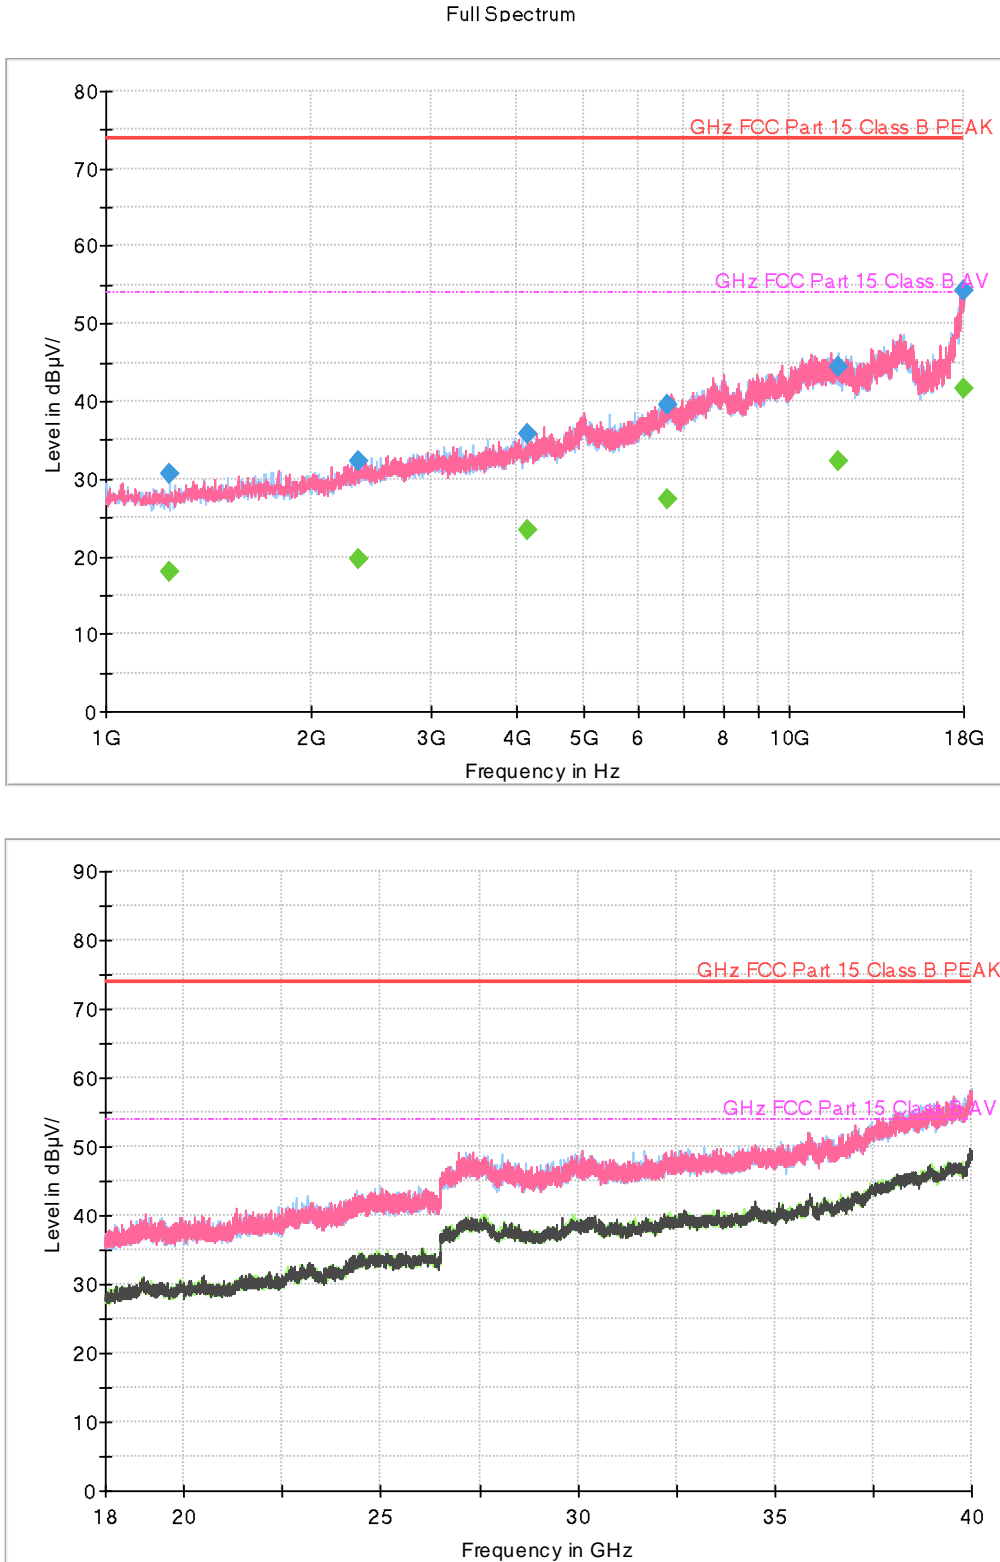 Full Spectrum
80
70
60
50
40
30
20
10
0
Level in dBµV/
GHz FCC Part 15 Class B PEAK
GHz FCC Part 15 Class B AV
1G 2G 3G 4G 5G 6 8 10G 18G
Frequency in Hz
90
80
70
60
50
40
30
20
10
0
Level in dBµV/
GHz FCC Part 15 Class B PEAK
GHz FCC Part 15 Class B AV
18 20 25 30 35 40
Frequency in GHz